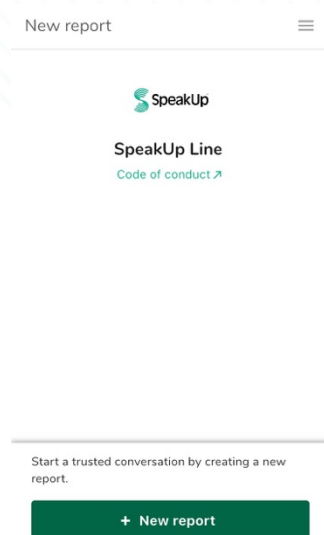 New report
SpeakUp
SpeakUp Line
Code of conduct ↗
Start a trusted conversation by creating a new
report.
+ New report